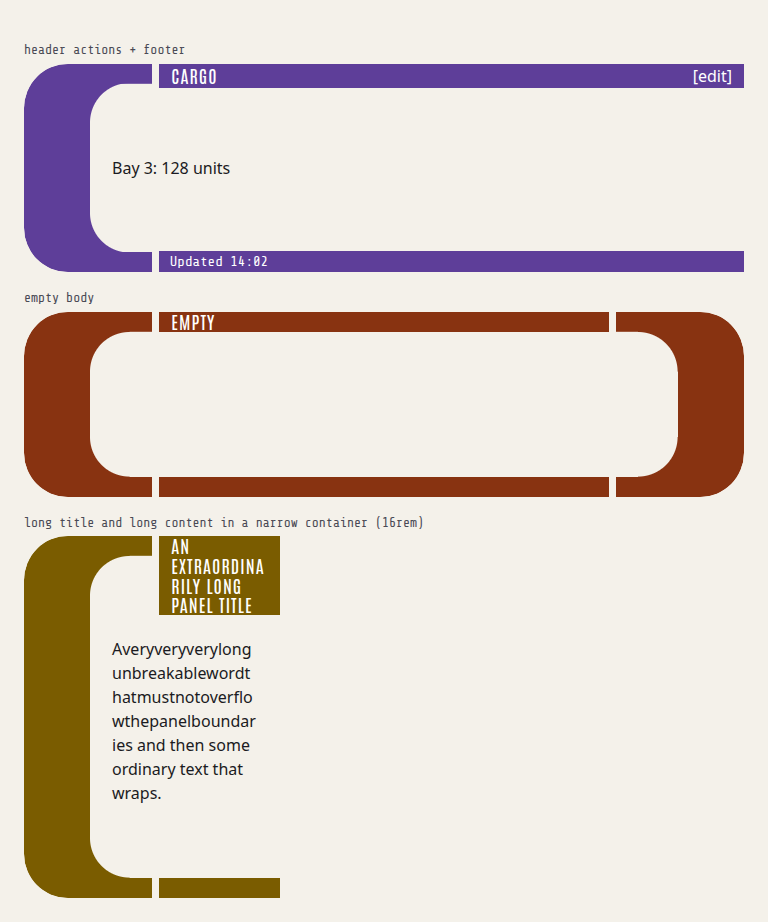 header actions + footer
CARGO [edit]
Bay 3: 128 units
Updated 14:02
empty body
EMPTY
long title and long content in a narrow container (16rem)
AN
EXTRAORDINA
RILY LONG
PANEL TITLE
Averyveryverylong
unbreakablewordt
hatmustnotoverflo
wthepanelboundar
ies and then some
ordinary text that
wraps.